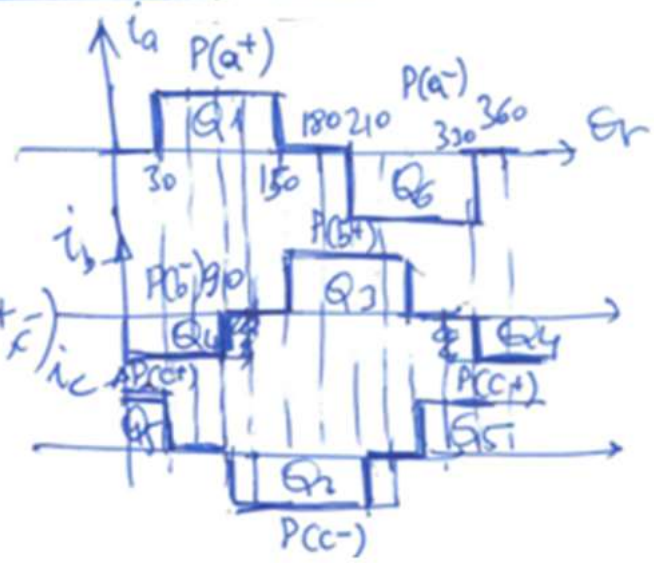 ia
P(a+)
P(a-)
Q1
180 210
330 360
θr
30
150
Q6
ib
P(b+)
P(b-) 90
Q3
Q4
Q4
ic
P(c+)
P(c+)
Q5
Q5
Q2
P(c-)